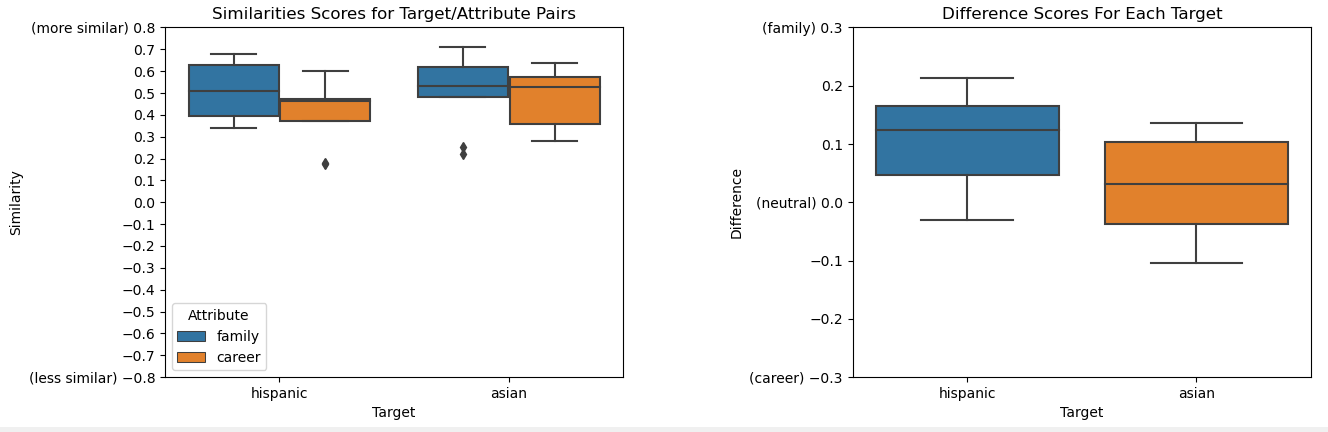 Similarities Scores for Target/Attribute Pairs
(more similar) 0.8
0.7
0.6
0.5
0.4
0.3
0.2
0.1
0.0
−0.1
−0.2
−0.3
−0.4
−0.5
−0.6
−0.7
(less similar) −0.8
Similarity
Attribute
family
career
hispanic asian
Target
Difference Scores For Each Target
(family) 0.3
0.2
0.1
(neutral) 0.0
−0.1
−0.2
(career) −0.3
Difference
hispanic asian
Target